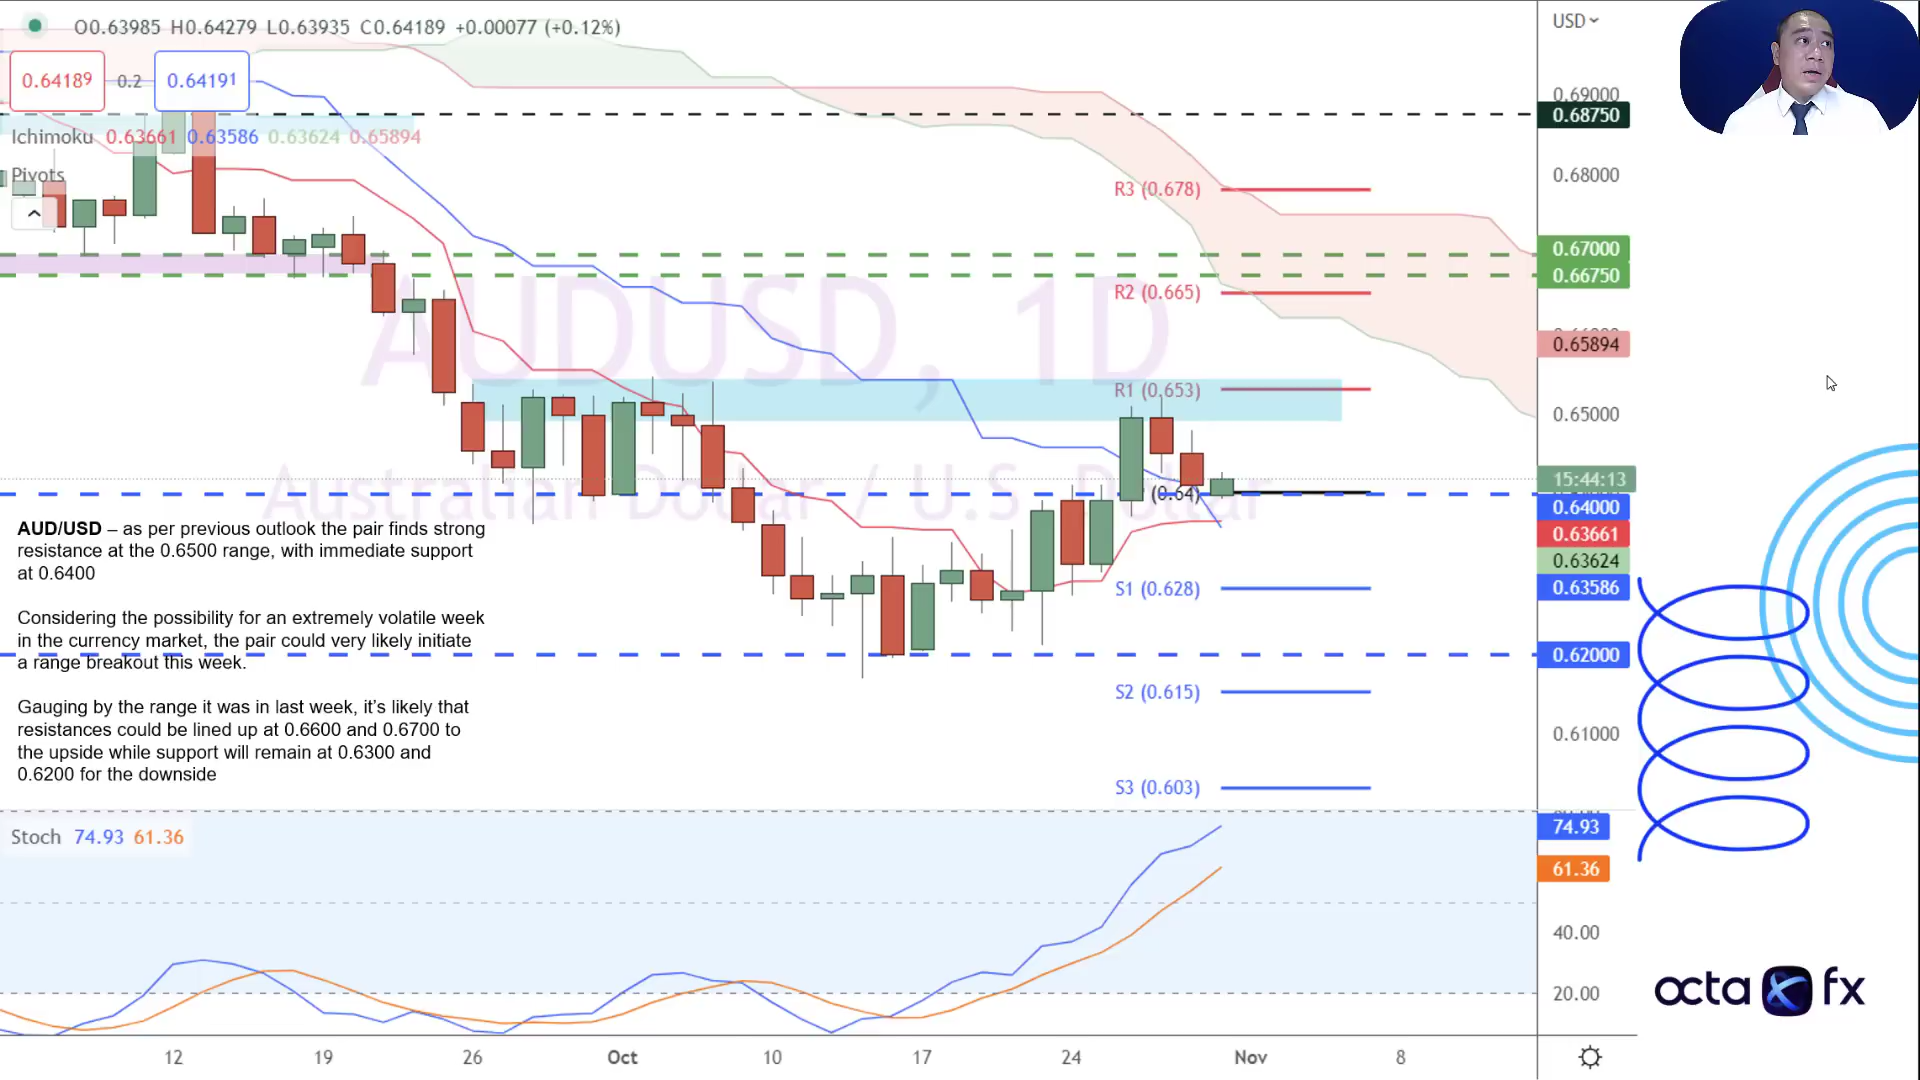 O0.63985 H0.64279 L0.63935 C0.64189 +0.00077 (+0.12%)
0.64189 0.2 0.64191
Ichimoku 0.63661 0.63586 0.63624 0.65894
Pivots
USD
0.69000
0.68750
0.68000
0.67000
0.66750
0.65894
0.65000
15:44:13
0.64000
0.63661
0.63624
0.63586
0.62000
0.61000
R3 (0.678)
R2 (0.665)
R1 (0.653)
(0.64)
S1 (0.628)
S2 (0.615)
S3 (0.603)
AUDUSD, 1D
Australian Dollar / U.S. Dollar
AUD/USD – as per previous outlook the pair finds strong
resistance at the 0.6500 range, with immediate support
at 0.6400
Considering the possibility for an extremely volatile week
in the currency market, the pair could very likely initiate
a range breakout this week.
Gauging by the range it was in last week, it’s likely that
resistances could be lined up at 0.6600 and 0.6700 to
the upside while support will remain at 0.6300 and
0.6200 for the downside
Stoch 74.93 61.36
74.93
61.36
40.00
20.00
12 19 26 Oct 10 17 24 Nov 8
octa fx